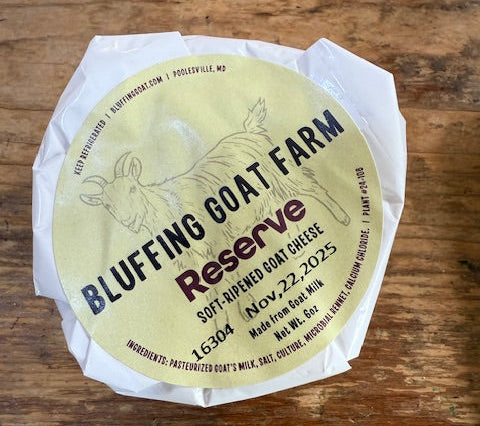 KEEP REFRIGERATED | BLUFFINGGOAT.COM | POOLESVILLE, MD
BLUFFING GOAT FARM
Reserve
SOFT-RIPENED GOAT CHEESE
16304 Nov,22,2025
Made from Goat Milk
Net Wt. 6oz
INGREDIENTS: PASTEURIZED GOAT'S MILK, SALT, CULTURE, MICROBIAL RENNET, CALCIUM CHLORIDE. | PLANT #24-106